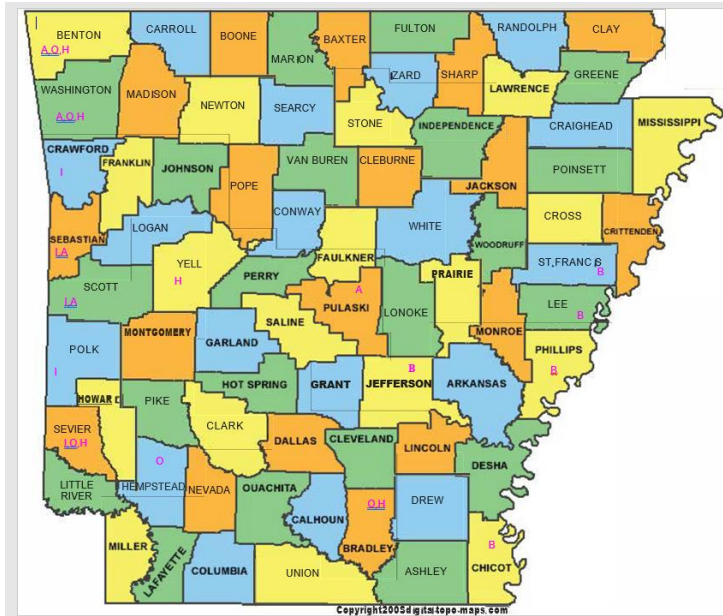 BENTON
A,O,H
CARROLL
BOONE
MARION
BAXTER
FULTON
RANDOLPH
CLAY
WASHINGTON
A,O,H
MADISON
NEWTON
SEARCY
STONE
IZARD
SHARP
LAWRENCE
GREENE
INDEPENDENCE
CRAIGHEAD
MISSISSIPPI
CRAWFORD
I
FRANKLIN
JOHNSON
POPE
VAN BUREN
CLEBURNE
JACKSON
POINSETT
SEBASTIAN
I,A
LOGAN
CONWAY
WHITE
WOODRUFF
CROSS
CRITTENDEN
YELL
H
FAULKNER
ST,FRANCIS
B
SCOTT
I,A
PERRY
PULASKI
A
LONOKE
PRAIRIE
MONROE
LEE
B
MONTGOMERY
SALINE
POLK
I
GARLAND
PHILLIPS
B
HOT SPRING
GRANT
JEFFERSON
B
ARKANSAS
HOWARD
PIKE
SEVIER
I,O,H
CLARK
DALLAS
CLEVELAND
LINCOLN
DESHA
LITTLE
RIVER
O
HEMPSTEAD
NEVADA
OUACHITA
CALHOUN
O,H
BRADLEY
DREW
MILLER
LAFAYETTE
COLUMBIA
UNION
ASHLEY
B
CHICOT
Copyright2005digitaltopo-maps.com